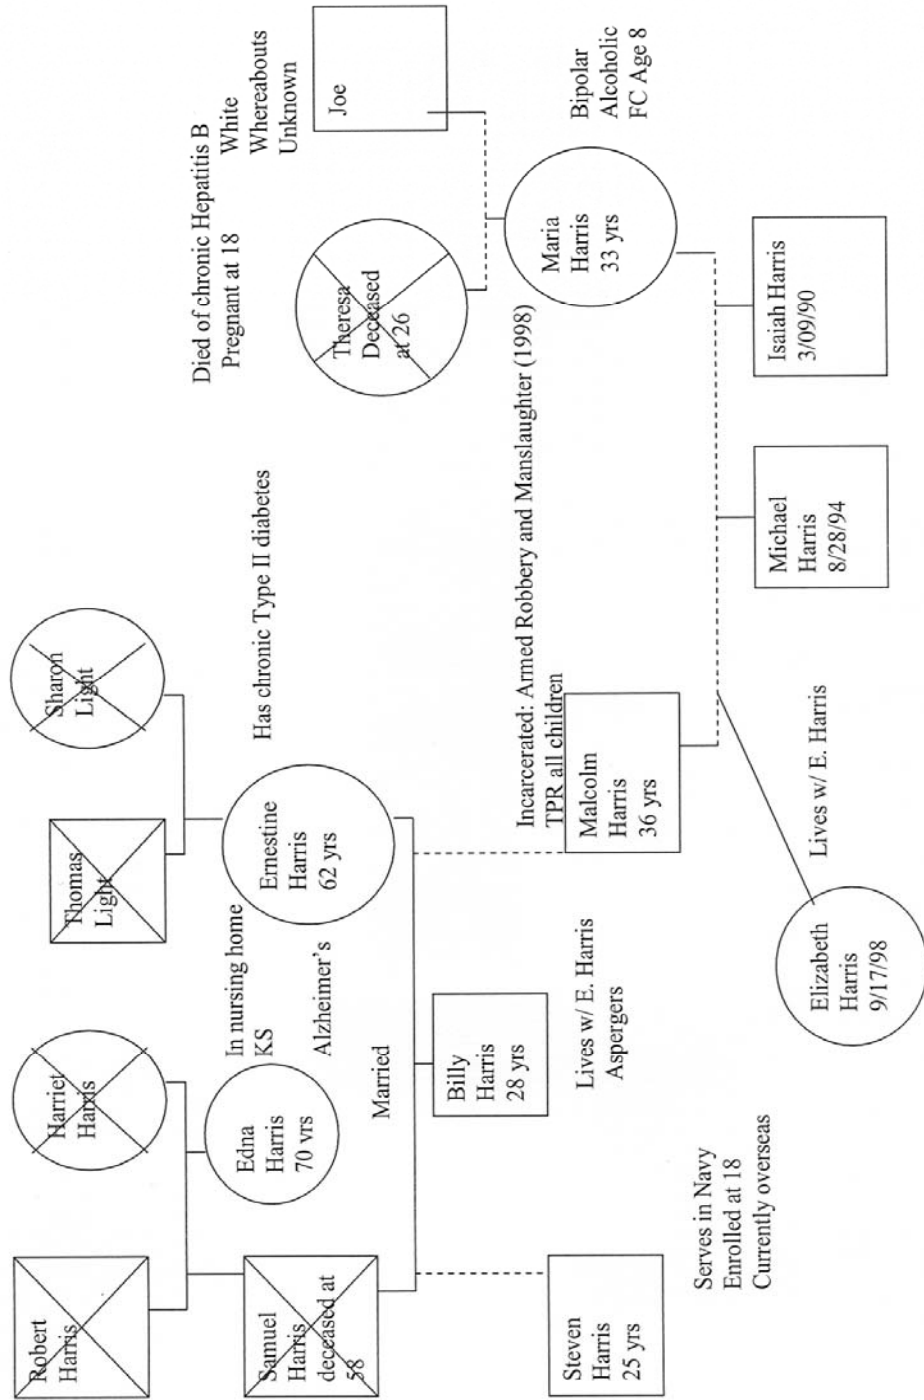 Robert
Harris
Harriet
Harris
Thomas
Light
Sharon
Light
Samuel
Harris
deceased at
58
Edna
Harris
70 yrs
In nursing home
KS
Alzheimer's
Ernestine
Harris
62 yrs
Has chronic Type II diabetes
Died of chronic Hepatitis B
Pregnant at 18
White
Whereabouts
Unknown
Theresa
Deceased
at 26
Joe
Married
Steven
Harris
25 yrs
Serves in Navy
Enrolled at 18
Currently overseas
Billy
Harris
28 yrs
Lives w/ E. Harris
Aspergers
Incarcerated: Armed Robbery and Manslaughter (1998)
TPR all children
Malcolm
Harris
36 yrs
Maria
Harris
33 yrs
Bipolar
Alcoholic
FC Age 8
Elizabeth
Harris
9/17/98
Lives w/ E. Harris
Michael
Harris
8/28/94
Isaiah Harris
3/09/90